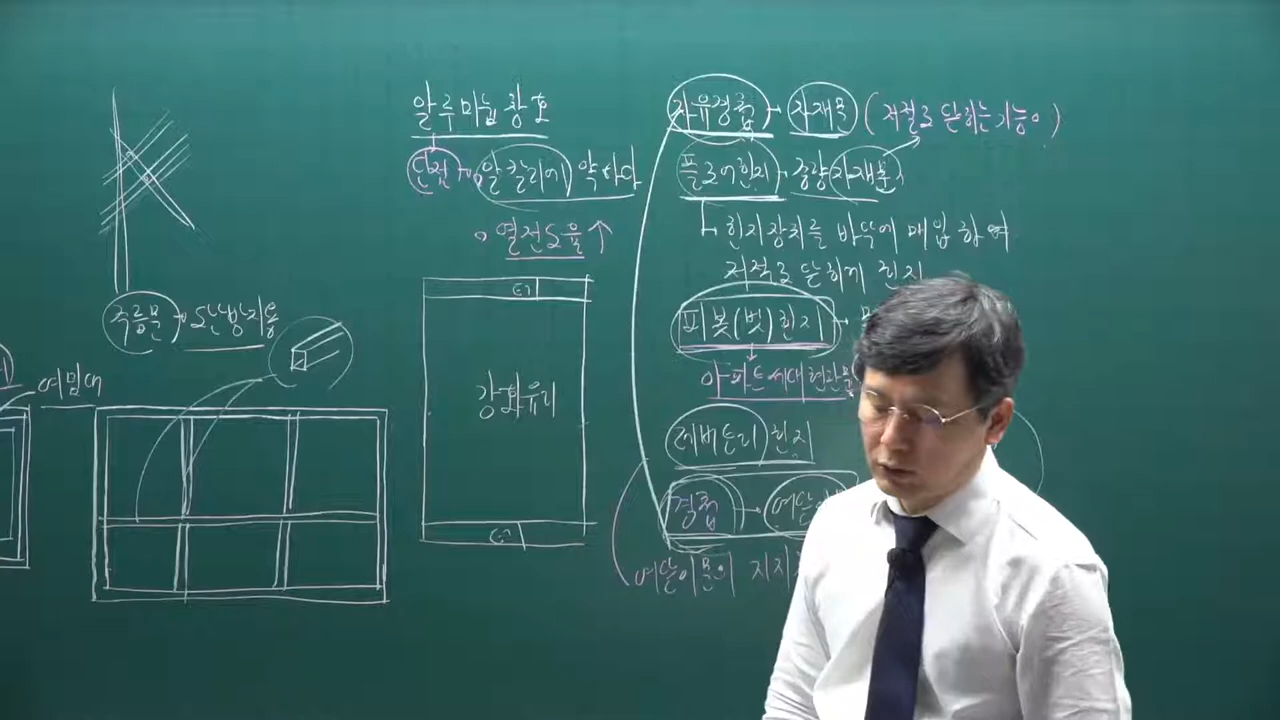 주름문 → 도난방지용
여밈대
알루미늄 창호
단점 → 알칼리에 약하다
열전도율↑
강화유리
자유경첩 → 자재문 (저절로 닫히는 기능이)
플로어힌지 - 중량자재문
힌지장치를 바닥에 매입하여
저절로 닫히게 한지
피봇(벗)힌지
아파트세대현관문
레버토리힌지
경첩 → 여닫이
여닫이문의 지지